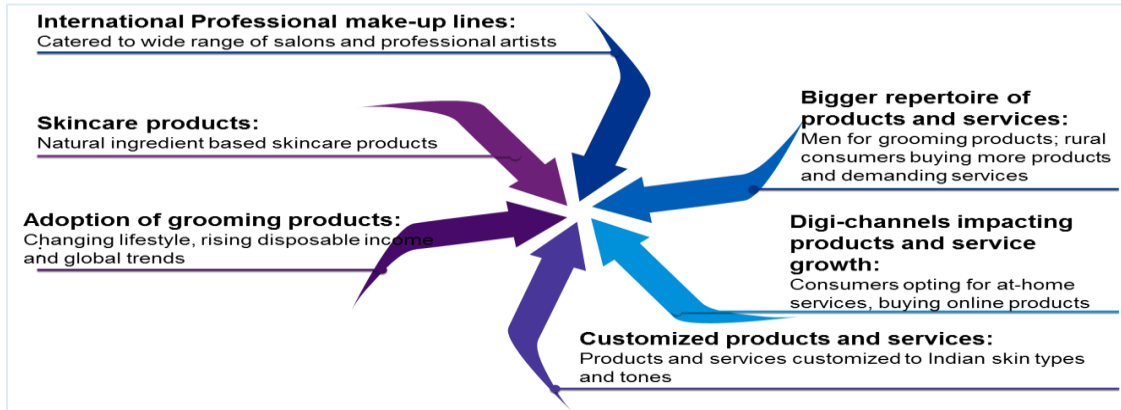 International Professional make-up lines:
Catered to wide range of salons and professional artists
Skincare products:
Natural ingredient based skincare products
Adoption of grooming products:
Changing lifestyle, rising disposable income
and global trends
Bigger repertoire of
products and services:
Men for grooming products; rural
consumers buying more products
and demanding services
Digi-channels impacting
products and service
growth:
Consumers opting for at-home
services, buying online products
Customized products and services:
Products and services customized to Indian skin types
and tones